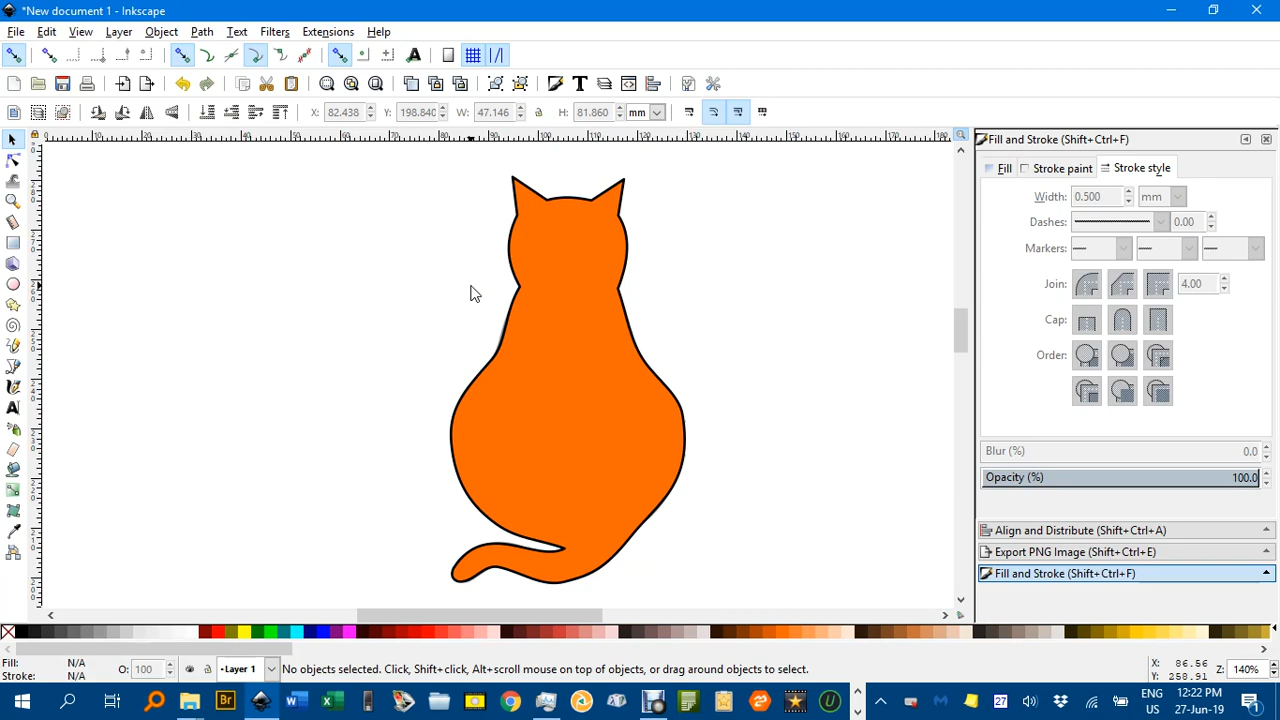 *New document 1 - Inkscape
File Edit View Layer Object Path Text Filters Extensions Help
X: 82.438 Y: 198.840 W: 47.146 H: 81.860 mm
Fill and Stroke (Shift+Ctrl+F)
Fill Stroke paint Stroke style
Width: 0.500 mm
Dashes: 0.00
Markers:
Join: 4.00
Cap:
Order:
Blur (%) 0.0
Opacity (%) 100.0
Align and Distribute (Shift+Ctrl+A)
Export PNG Image (Shift+Ctrl+E)
Fill and Stroke (Shift+Ctrl+F)
Fill: N/A
Stroke: N/A
O: 100
Layer 1
No objects selected. Click, Shift+click, Alt+scroll mouse on top of objects, or drag around objects to select.
X: 86.56
Y: 258.91
Z: 140%
Br
27
ENG
US
12:22 PM
27-Jun-19